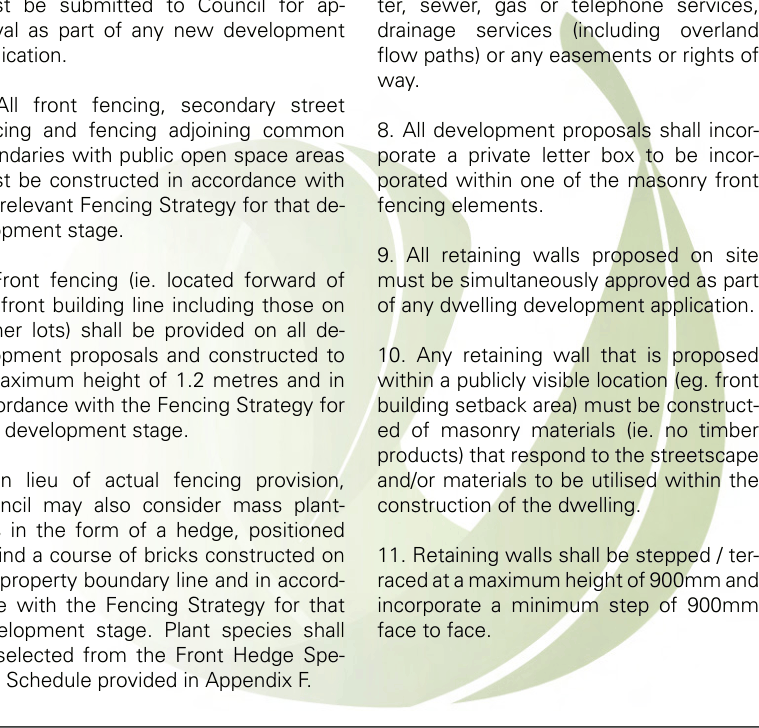 st be submitted to Council for ap-
val as part of any new development
ication.
All front fencing, secondary street
cing and fencing adjoining common
ndaries with public open space areas
st be constructed in accordance with
relevant Fencing Strategy for that de-
opment stage.
Front fencing (ie. located forward of
front building line including those on
ner lots) shall be provided on all de-
opment proposals and constructed to
aximum height of 1.2 metres and in
ordance with the Fencing Strategy for
development stage.
n lieu of actual fencing provision,
ncil may also consider mass plant-
s in the form of a hedge, positioned
ind a course of bricks constructed on
property boundary line and in accord-
e with the Fencing Strategy for that
elopment stage. Plant species shall
selected from the Front Hedge Spe-
Schedule provided in Appendix F.
ter, sewer, gas or telephone services,
drainage services (including overland
flow paths) or any easements or rights of
way.
8. All development proposals shall incor-
porate a private letter box to be incor-
porated within one of the masonry front
fencing elements.
9. All retaining walls proposed on site
must be simultaneously approved as part
of any dwelling development application.
10. Any retaining wall that is proposed
within a publicly visible location (eg. front
building setback area) must be construct-
ed of masonry materials (ie. no timber
products) that respond to the streetscape
and/or materials to be utilised within the
construction of the dwelling.
11. Retaining walls shall be stepped / ter-
raced at a maximum height of 900mm and
incorporate a minimum step of 900mm
face to face.